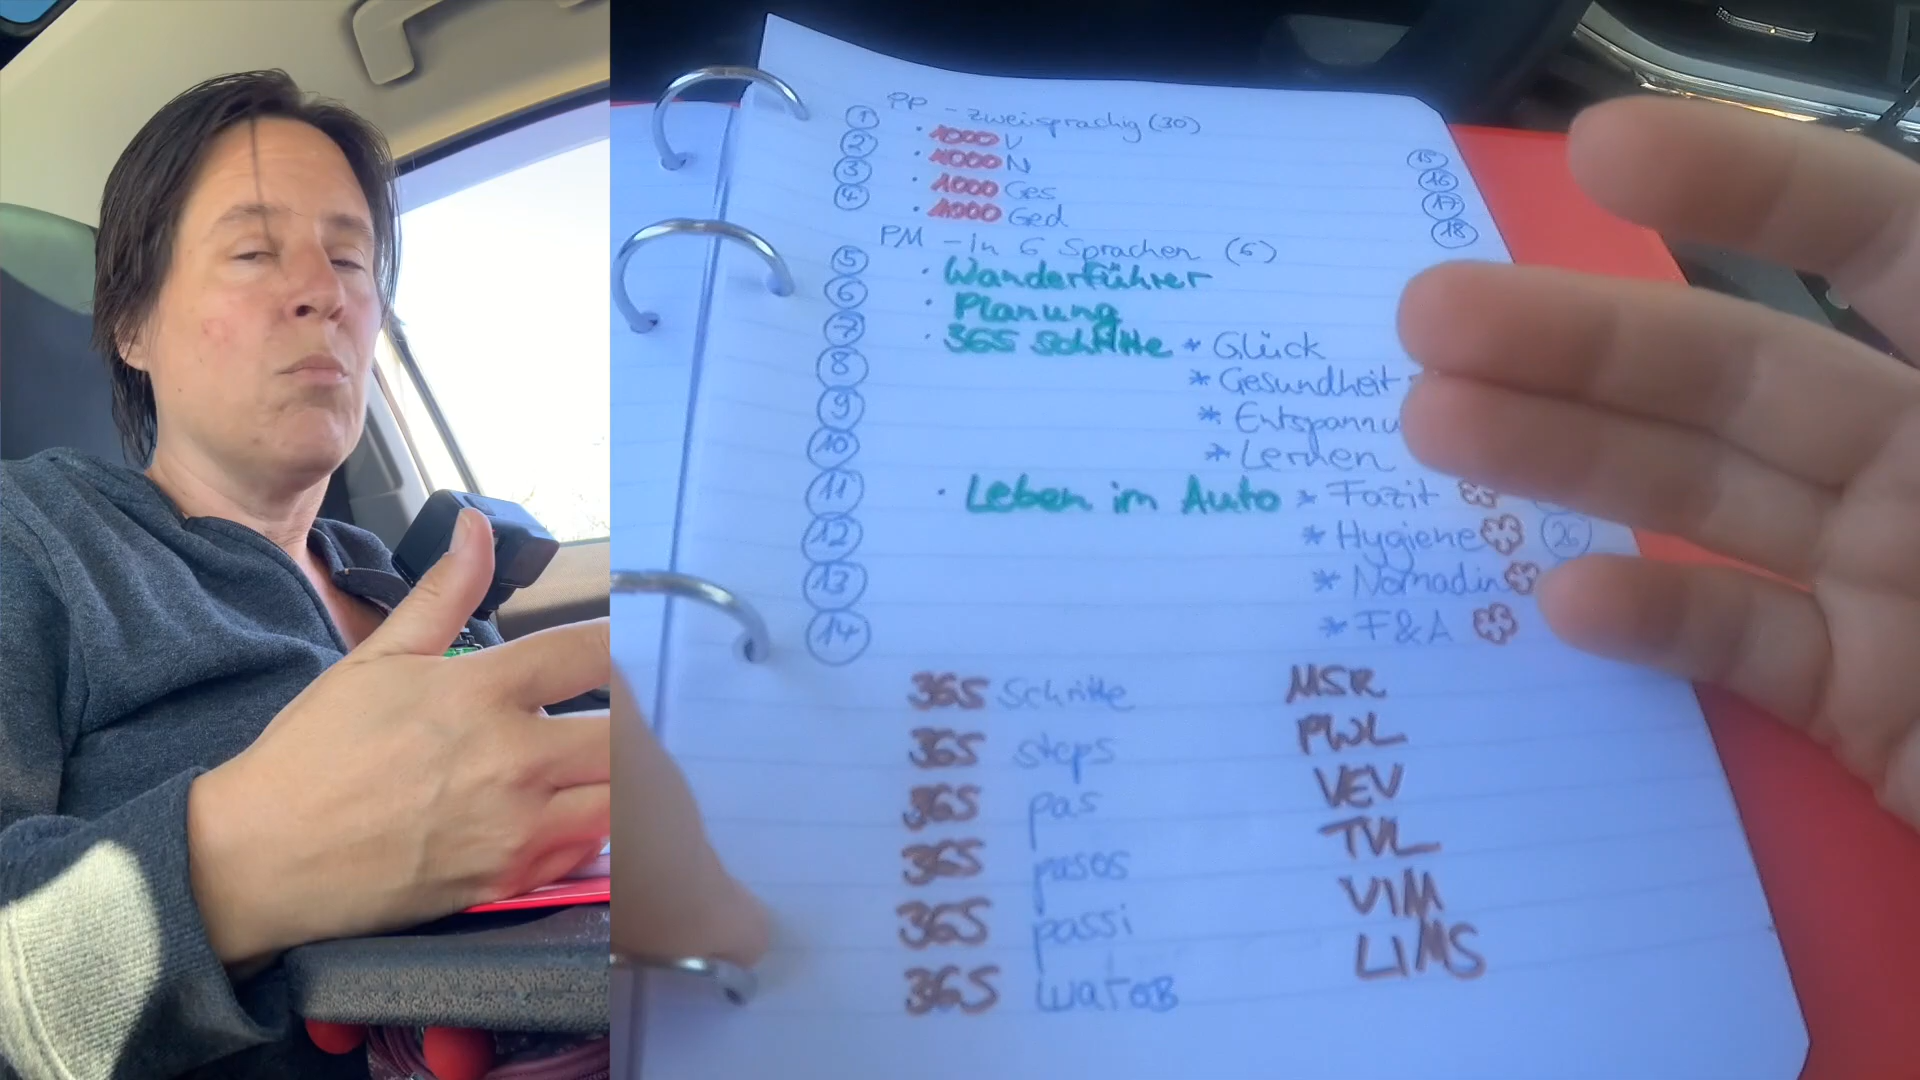 PP - zweisprachig (30)
① • 1000 V ⑮
② • 1000 N ⑯
③ • 1000 Ges ⑰
④ • 1000 Ged ⑱
PM - in 6 Sprachen (6)
⑤ • Wanderführer
⑥ • Planung
⑦ • 365 Schritte * Glück
⑧ * Gesundheit
⑨ * Entspannu
⑩ * Lernen
⑪ • Leben im Auto * Fazit
⑫ * Hygiene ㉖
⑬ * Nomadin
⑭ * F&A
365 Schritte MSR
365 steps PWL
365 pas VEV
365 pasos TVL
365 passi VIM
365 шагов LIMS